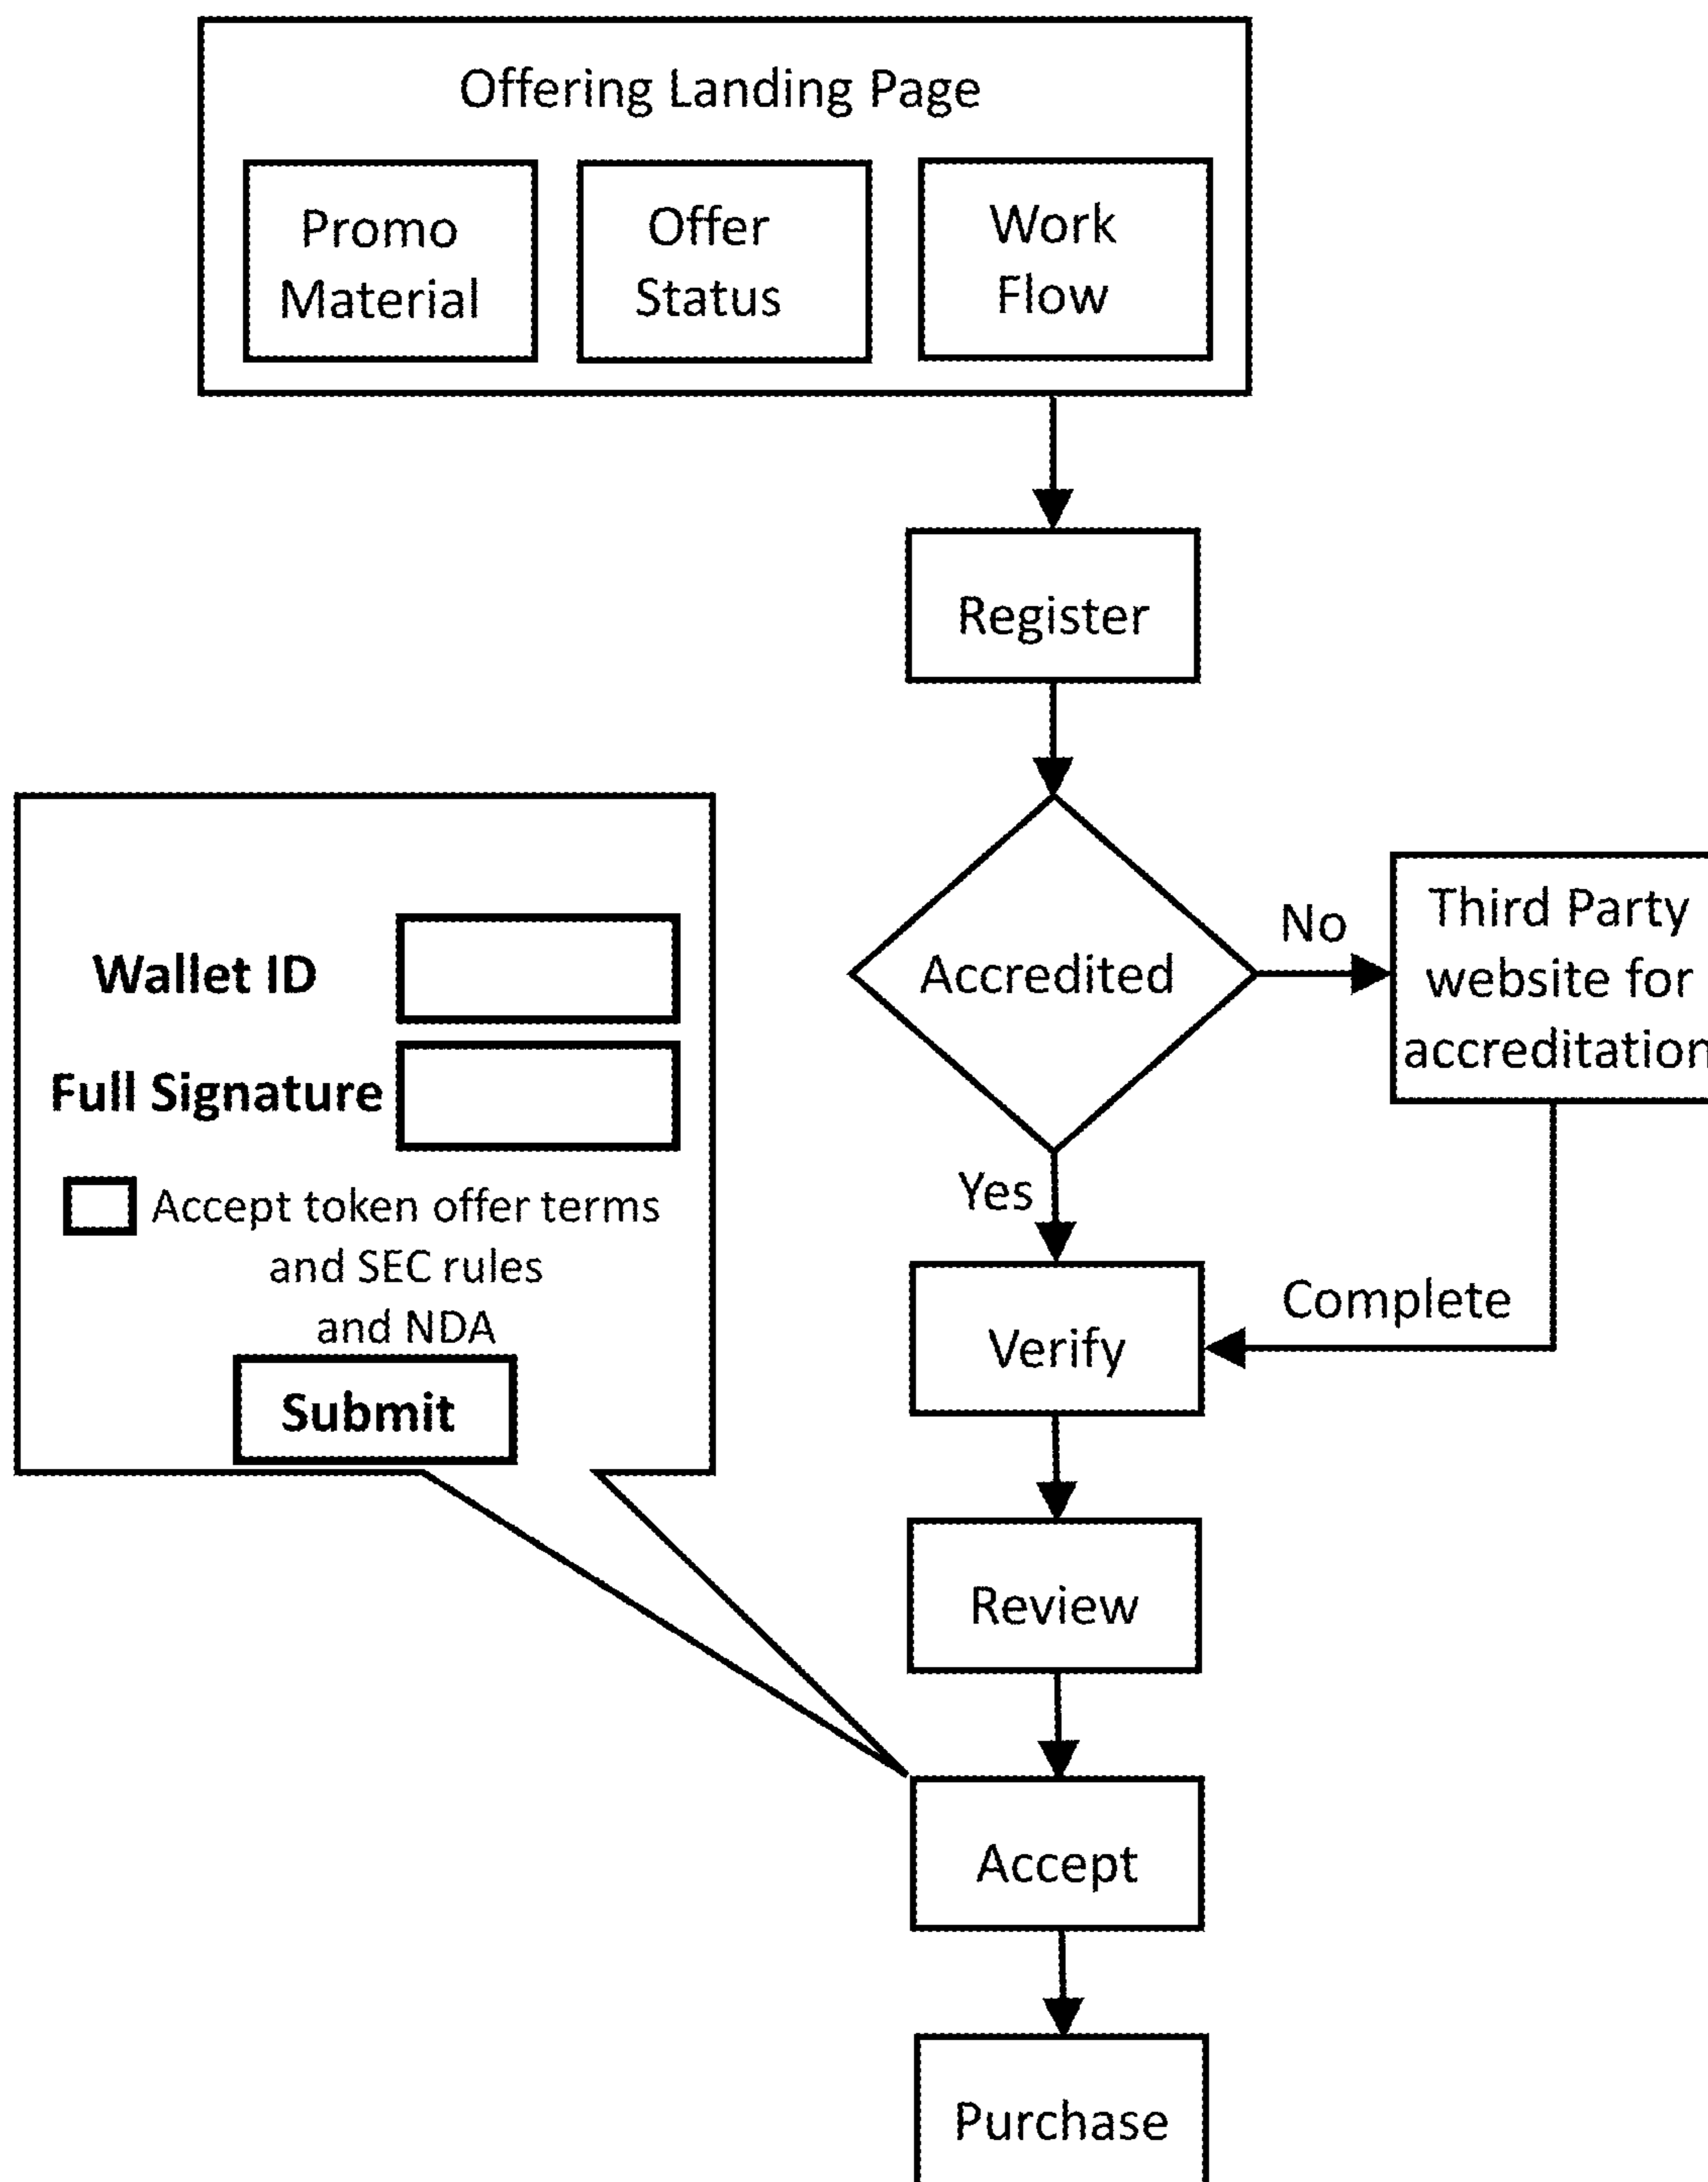 Offering Landing Page
Promo
Material
Offer
Status
Work
Flow
Register
Accredited
No
Third Party
website for
accreditation
Yes
Complete
Verify
Wallet ID
Full Signature
Accept token offer terms
and SEC rules
and NDA
Submit
Review
Accept
Purchase